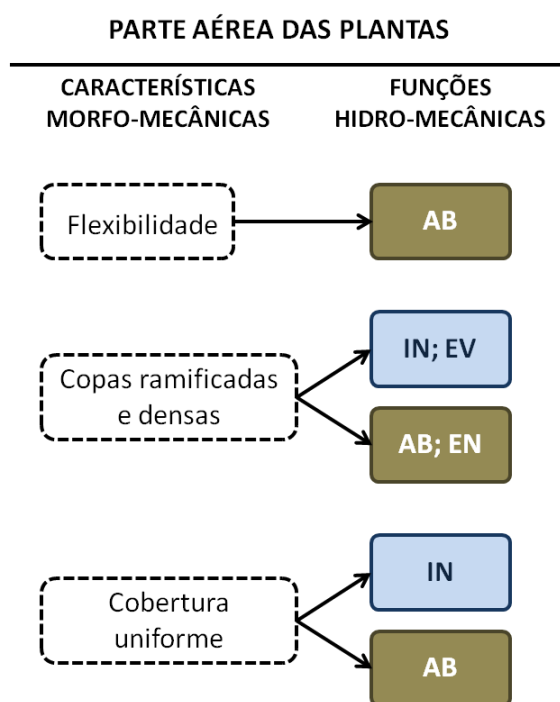 PARTE AÉREA DAS PLANTAS
CARACTERÍSTÍCAS
MORFO-MECÂNICAS
FUNÇÕES
HIDRO-MECÂNICAS
Flexibilidade
AB
Copas ramificadas
e densas
IN; EV
AB; EN
Cobertura
uniforme
IN
AB